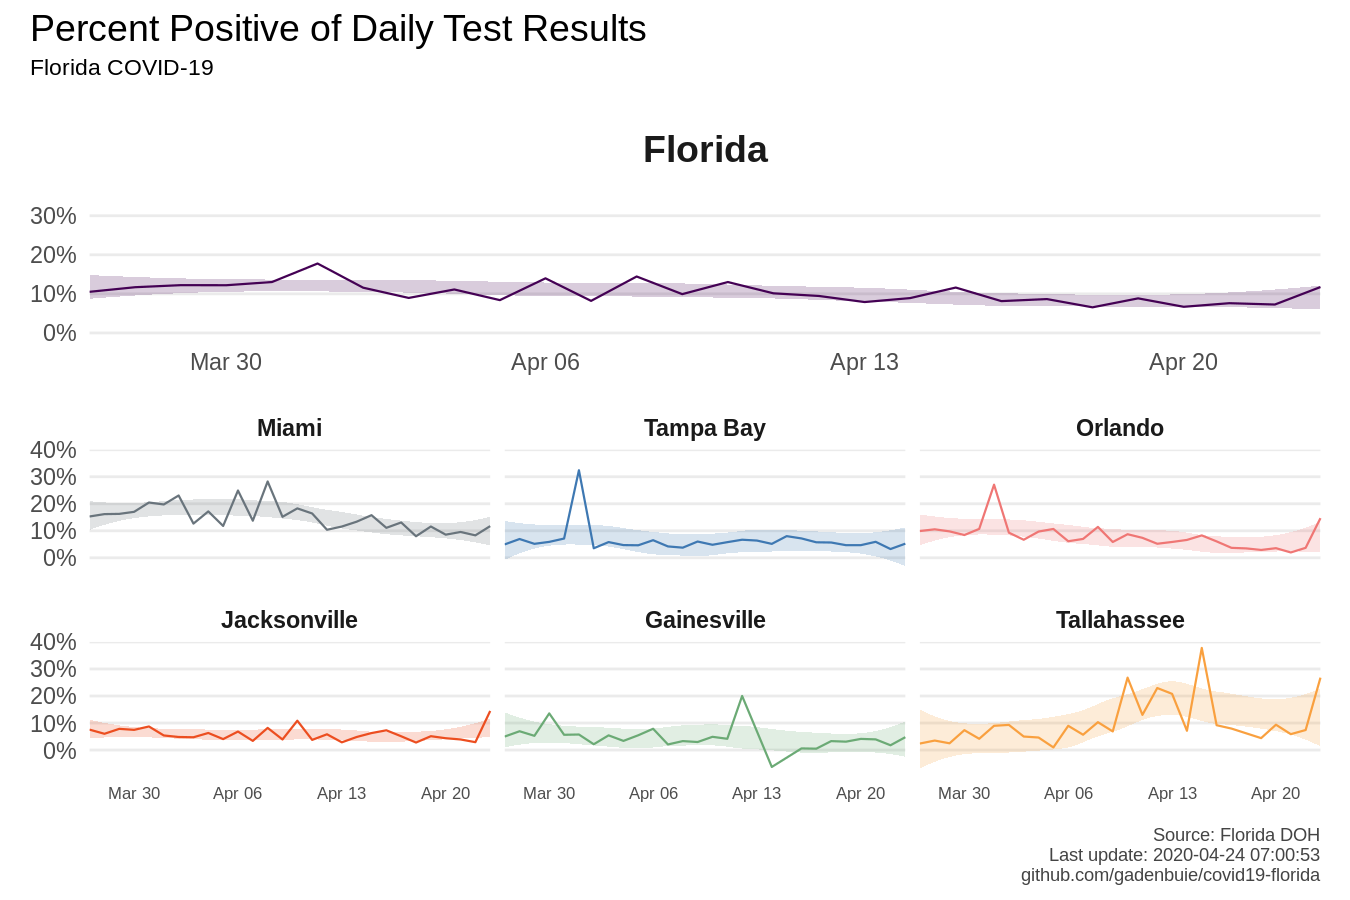 Percent Positive of Daily Test Results
Florida COVID-19
Florida
30%
20%
10%
0%
Mar 30 Apr 06 Apr 13 Apr 20
Miami Tampa Bay Orlando
40%
30%
20%
10%
0%
Jacksonville Gainesville Tallahassee
40%
30%
20%
10%
0%
Mar 30 Apr 06 Apr 13 Apr 20 Mar 30 Apr 06 Apr 13 Apr 20 Mar 30 Apr 06 Apr 13 Apr 20
Source: Florida DOH
Last update: 2020-04-24 07:00:53
github.com/gadenbuie/covid19-florida